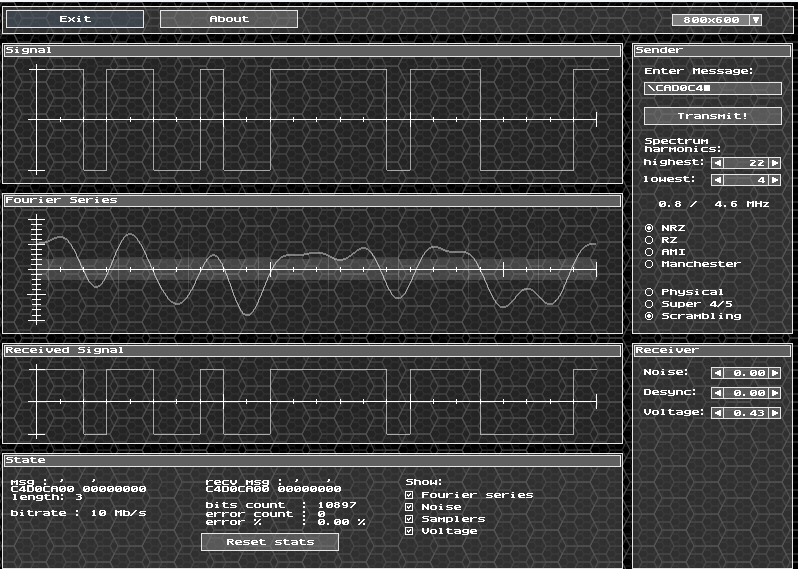 Exit
About
800x600
Signal
Fourier Series
Received Signal
State
msg : ' '
C4D0CA00 00000000
length: 3
bitrate : 10 Mb/s
recv msg : ' '
C4D0CA00 00000000
bits count : 10897
error count : 0
error % : 0.00 %
Reset stats
Show:
Fourier series
Noise
Samplers
Voltage
Sender
Enter Message:
\CAD0C4
Transmit!
Spectrum
harmonics:
highest: 22
lowest: 4
0.8 / 4.6 MHz
NRZ
RZ
AMI
Manchester
Physical
Super 4/5
Scrambling
Receiver
Noise: 0.00
Desync: 0.00
Voltage: 0.43